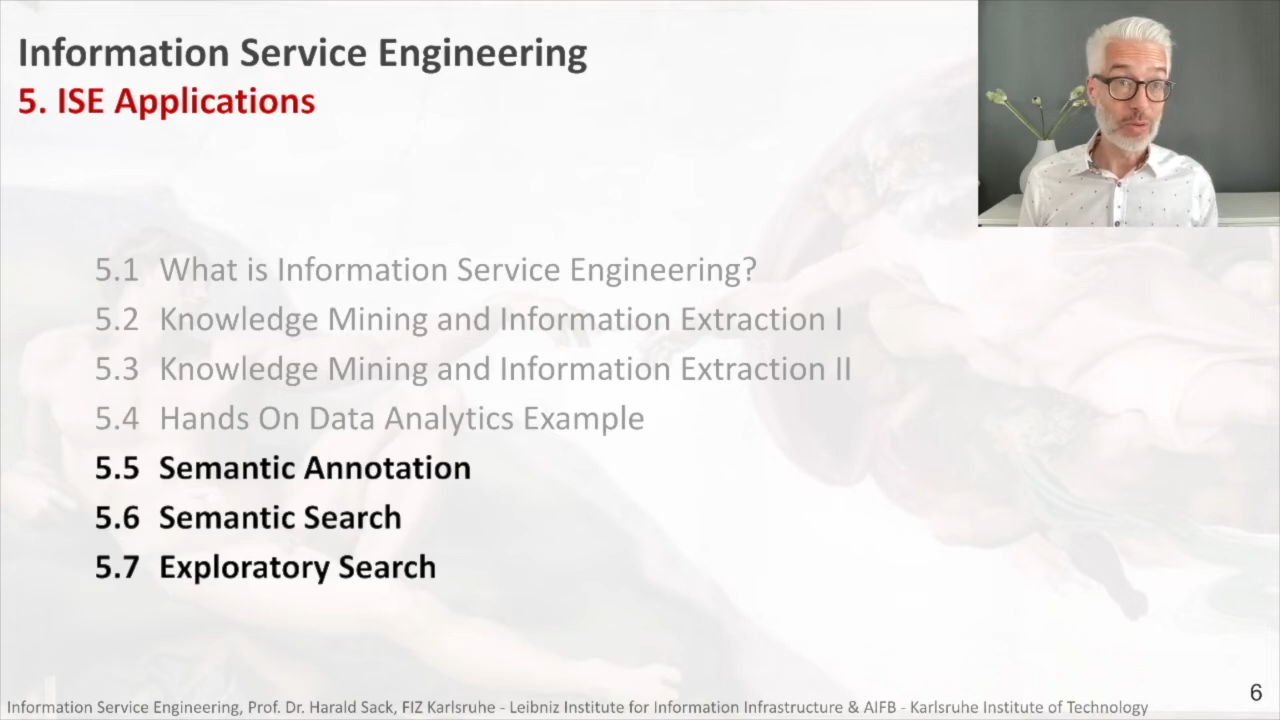 Information Service Engineering
5. ISE Applications
5.1 What is Information Service Engineering?
5.2 Knowledge Mining and Information Extraction I
5.3 Knowledge Mining and Information Extraction II
5.4 Hands On Data Analytics Example
5.5 Semantic Annotation
5.6 Semantic Search
5.7 Exploratory Search
6
Information Service Engineering, Prof. Dr. Harald Sack, FIZ Karlsruhe - Leibniz Institute for Information Infrastructure & AIFB - Karlsruhe Institute of Technology